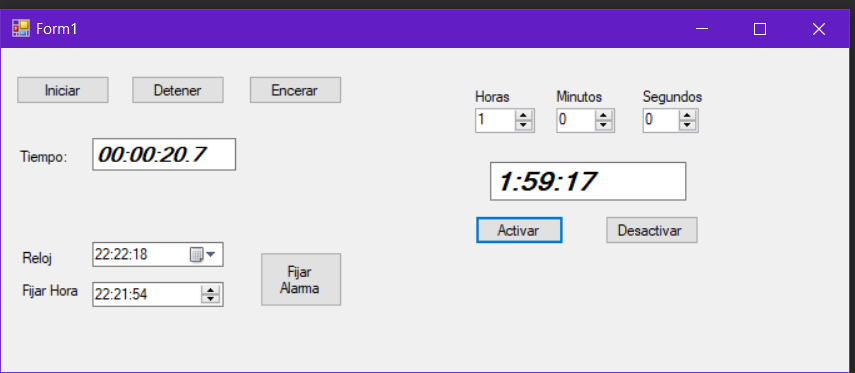 Form1
Iniciar
Detener
Encerar
Tiempo:
00:00:20.7
Reloj
22:22:18
Fijar Hora
22:21:54
Fijar
Alarma
Horas
Minutos
Segundos
1
0
0
1:59:17
Activar
Desactivar